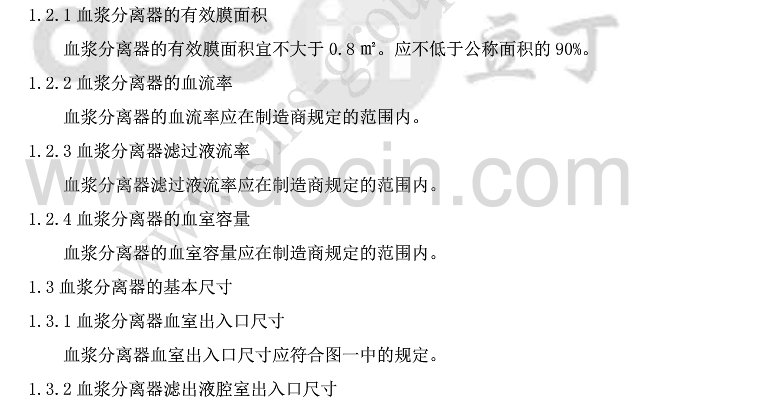 1.2.1 血浆分离器的有效膜面积
血浆分离器的有效膜面积宜不大于 0.8 ㎡。应不低于公称面积的 90%。
1.2.2 血浆分离器的血流率
血浆分离器的血流率应在制造商规定的范围内。
1.2.3 血浆分离器滤过液流率
血浆分离器滤过液流率应在制造商规定的范围内。
1.2.4 血浆分离器的血室容量
血浆分离器的血室容量应在制造商规定的范围内。
1.3 血浆分离器的基本尺寸
1.3.1 血浆分离器血室出入口尺寸
血浆分离器血室出入口尺寸应符合图一中的规定。
1.3.2 血浆分离器滤出液腔室出入口尺寸
docin 豆丁
www.docin.com